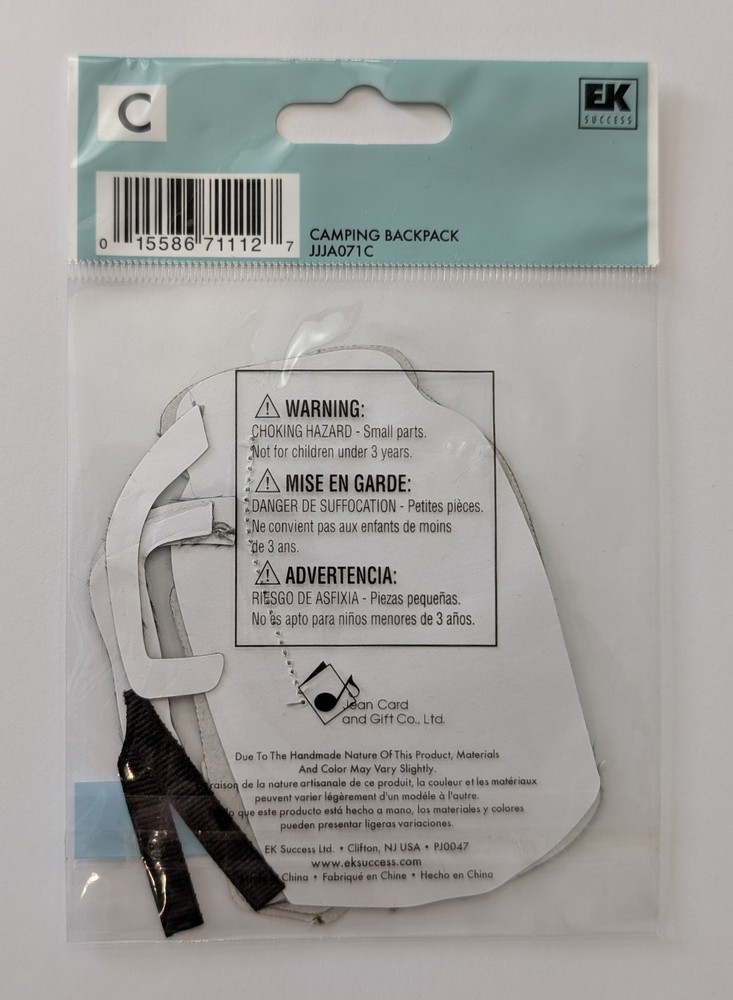 C
EK
SUCCESS
0 15586 71112 7
CAMPING BACKPACK
JJJA071C
WARNING:
CHOKING HAZARD - Small parts.
Not for children under 3 years.
MISE EN GARDE:
DANGER DE SUFFOCATION - Petites pièces.
Ne convient pas aux enfants de moins
de 3 ans.
ADVERTENCIA:
RIESGO DE ASFIXIA - Piezas pequeñas.
No es apto para niños menores de 3 años.
Jean Card
and Gift Co., Ltd.
Due To The Handmade Nature Of This Product, Materials
And Color May Vary Slightly.
de la nature artisanale de ce produit, la couleur et les matériaux
peuvent varier légèrement d'un modéle à l'autre.
que este producto está hecho a mano, los materiales y colores
pueden presentar ligeras variaciones.
EK Success Ltd. • Clifton, NJ USA • PJ0047
www.eksuccess.com
China • Fabriqué en Chine • Hecho en China